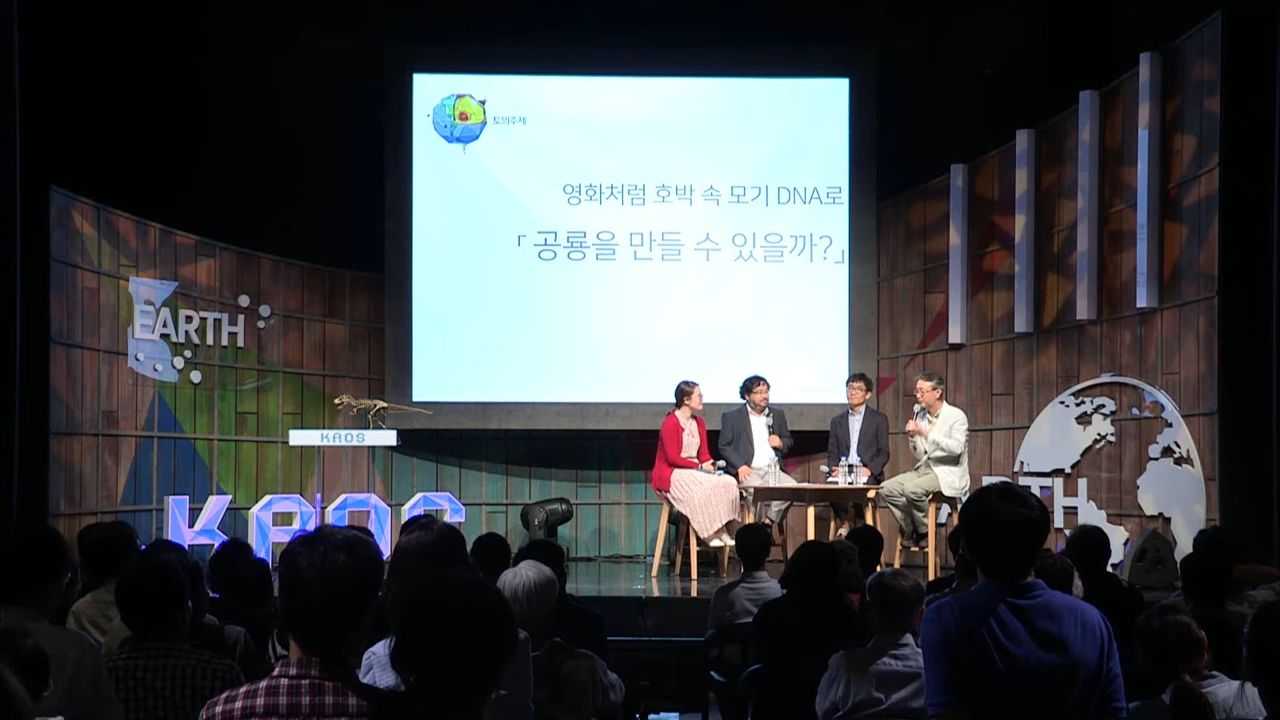 토의주제
영화처럼 호박 속 모기 DNA로
「공룡을 만들 수 있을까?」
EARTH
KAOS
KAOS
RTH